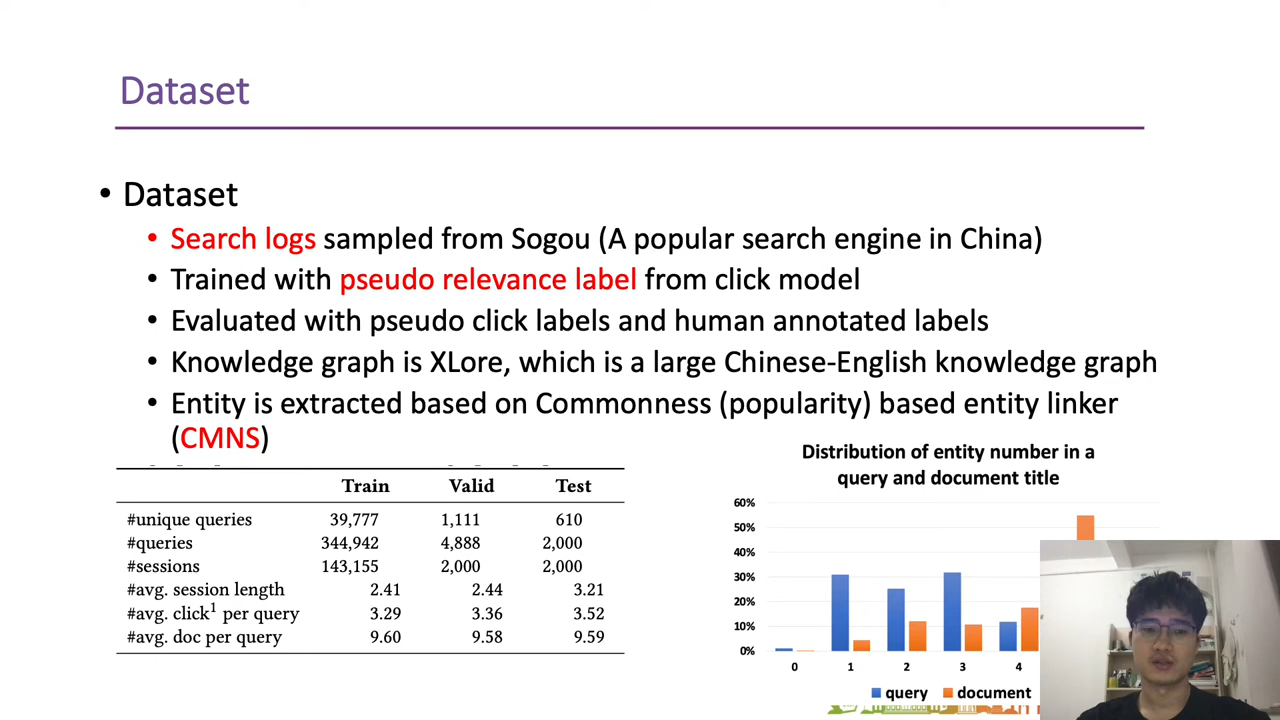 Dataset
• Dataset
• Search logs sampled from Sogou (A popular search engine in China)
• Trained with pseudo relevance label from click model
• Evaluated with pseudo click labels and human annotated labels
• Knowledge graph is XLore, which is a large Chinese-English knowledge graph
• Entity is extracted based on Commonness (popularity) based entity linker
(CMNS)
Train Valid Test
#unique queries 39,777 1,111 610
#queries 344,942 4,888 2,000
#sessions 143,155 2,000 2,000
#avg. session length 2.41 2.44 3.21
#avg. click¹ per query 3.29 3.36 3.52
#avg. doc per query 9.60 9.58 9.59
Distribution of entity number in a
query and document title
60%
50%
40%
30%
20%
10%
0%
0 1 2 3 4
query document